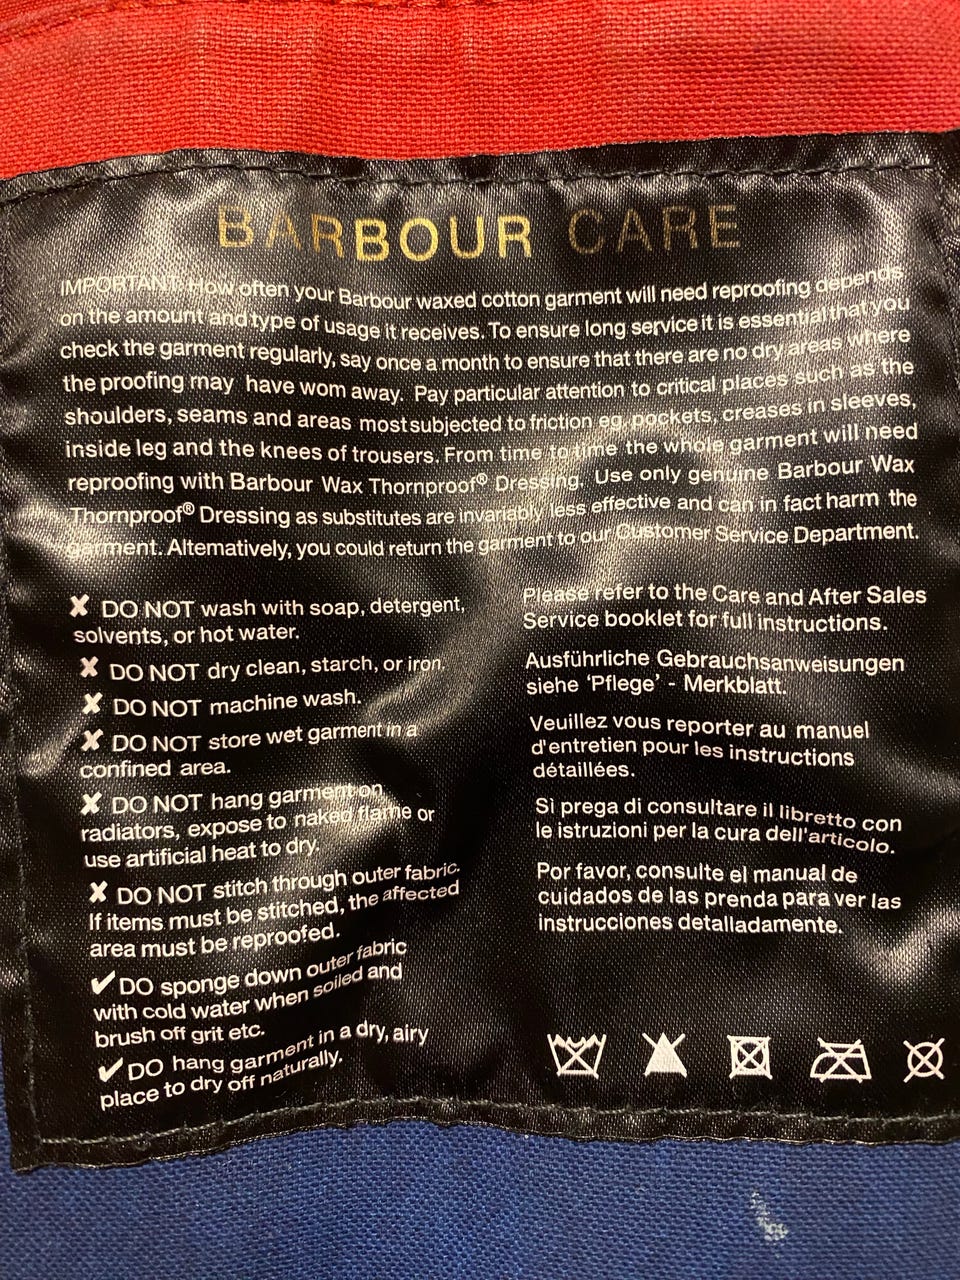 BARBOUR CARE
IMPORTANT: How often your Barbour waxed cotton garment will need reproofing depends
on the amount and type of usage it receives. To ensure long service it is essential that you
check the garment regularly, say once a month to ensure that there are no dry areas where
the proofing may have worn away. Pay particular attention to critical places such as the
shoulders, seams and areas most subjected to friction eg. pockets, creases in sleeves,
inside leg and the knees of trousers. From time to time the whole garment will need
reproofing with Barbour Wax Thornproof® Dressing. Use only genuine Barbour Wax
Thornproof® Dressing as substitutes are invariably less effective and can in fact harm the
garment. Alternatively, you could return the garment to our Customer Service Department.
✘ DO NOT wash with soap, detergent,
solvents, or hot water.
✘ DO NOT dry clean, starch, or iron.
✘ DO NOT machine wash.
✘ DO NOT store wet garment in a
confined area.
✘ DO NOT hang garment on
radiators, expose to naked flame or
use artificial heat to dry.
✘ DO NOT stitch through outer fabric.
If items must be stitched, the affected
area must be reproofed.
✔ DO sponge down outer fabric
with cold water when soiled and
brush off grit etc.
✔ DO hang garment in a dry, airy
place to dry off naturally.
Please refer to the Care and After Sales
Service booklet for full instructions.
Ausführliche Gebrauchsanweisungen
siehe ‘Pflege’ - Merkblatt.
Veuillez vous reporter au manuel
d'entretien pour les instructions
détaillées.
Sì prega di consultare il libretto con
le istruzioni per la cura dell'articolo.
Por favor, consulte el manual de
cuidados de las prenda para ver las
instrucciones detalladamente.